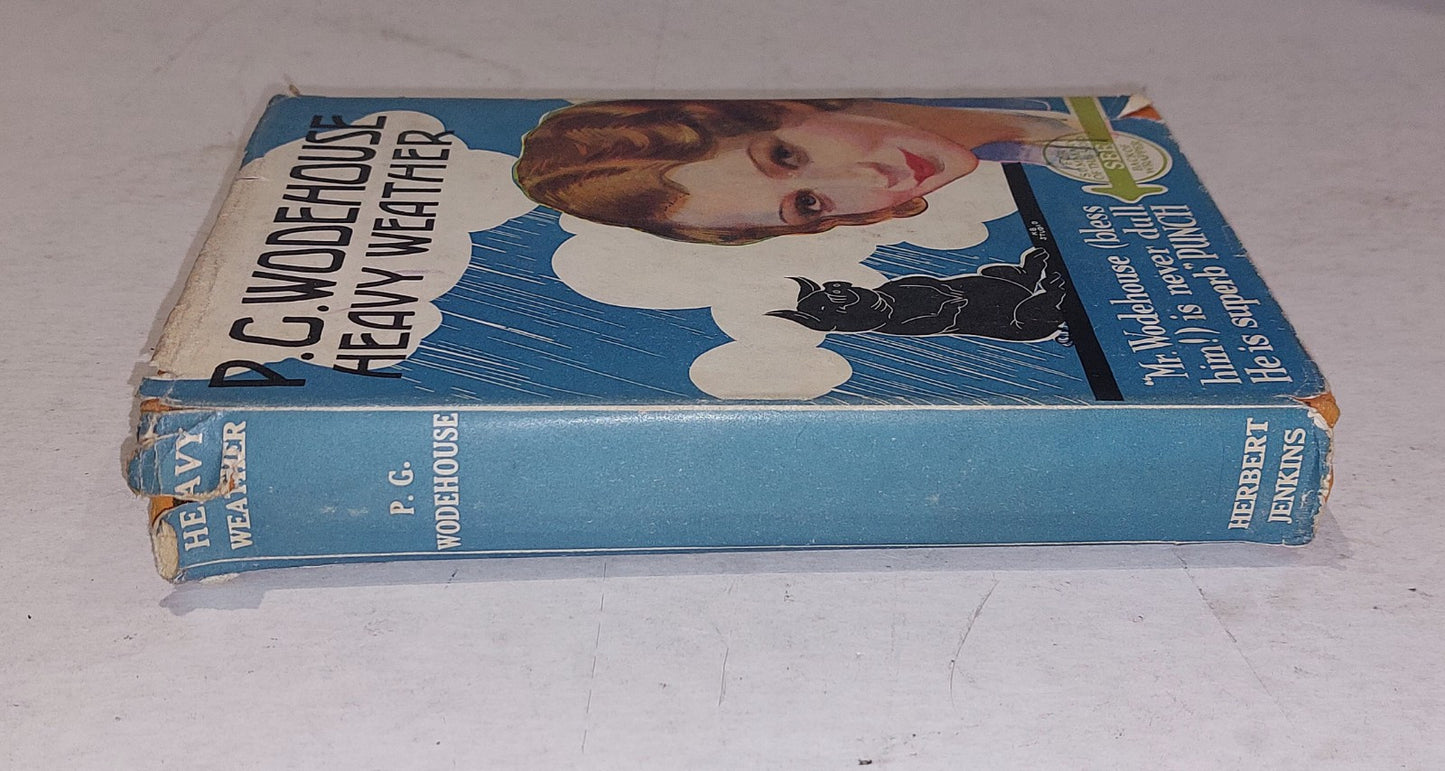 P.G.WODEHOUSE
HEAVY WEATHER
"Mr. Wodehouse (bless
him!) is never dull
He is superb" PUNCH
HEAVY
WEATHER
P. G.
WODEHOUSE
HERBERT
JENKINS